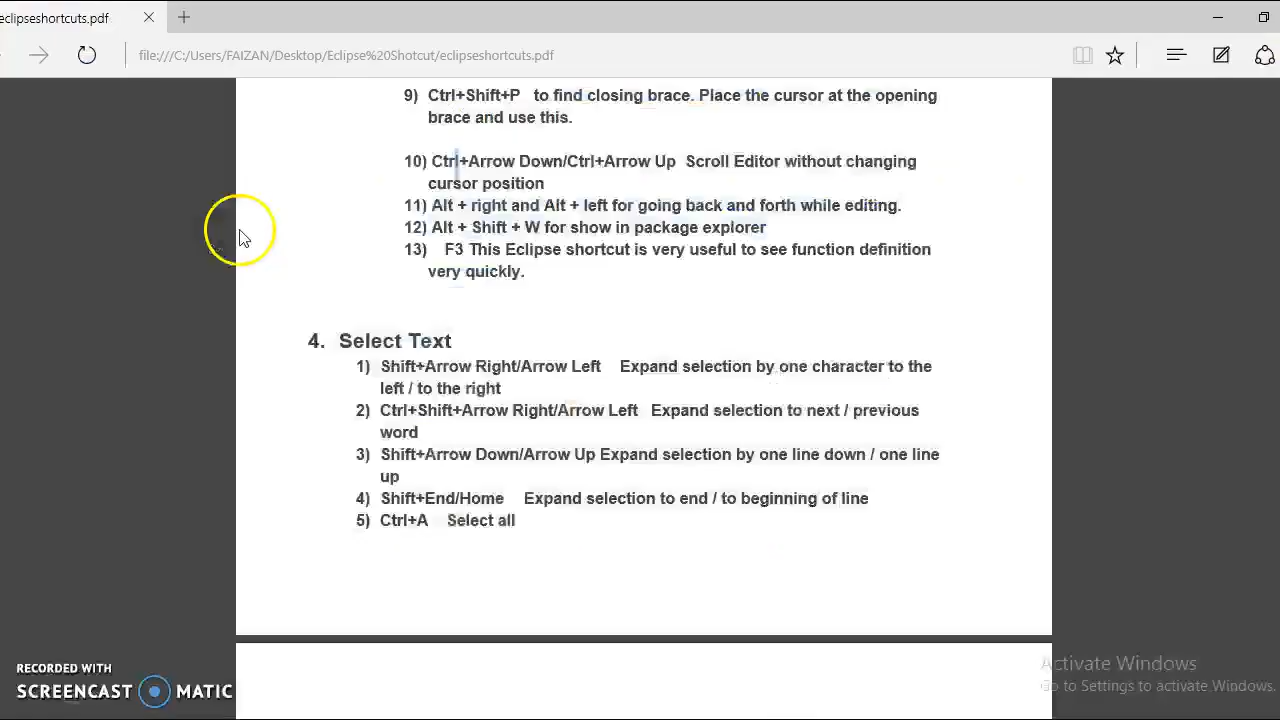 eclipseshortcuts.pdf
file:///C:/Users/FAIZAN/Desktop/Eclipse%20Shotcut/eclipseshortcuts.pdf
9) Ctrl+Shift+P to find closing brace. Place the cursor at the opening
brace and use this.
10) Ctrl+Arrow Down/Ctrl+Arrow Up Scroll Editor without changing
cursor position
11) Alt + right and Alt + left for going back and forth while editing.
12) Alt + Shift + W for show in package explorer
13) F3 This Eclipse shortcut is very useful to see function definition
very quickly.
4. Select Text
1) Shift+Arrow Right/Arrow Left Expand selection by one character to the
left / to the right
2) Ctrl+Shift+Arrow Right/Arrow Left Expand selection to next / previous
word
3) Shift+Arrow Down/Arrow Up Expand selection by one line down / one line
up
4) Shift+End/Home Expand selection to end / to beginning of line
5) Ctrl+A Select all
RECORDED WITH
SCREENCAST MATIC
Activate Windows
Go to Settings to activate Windows.